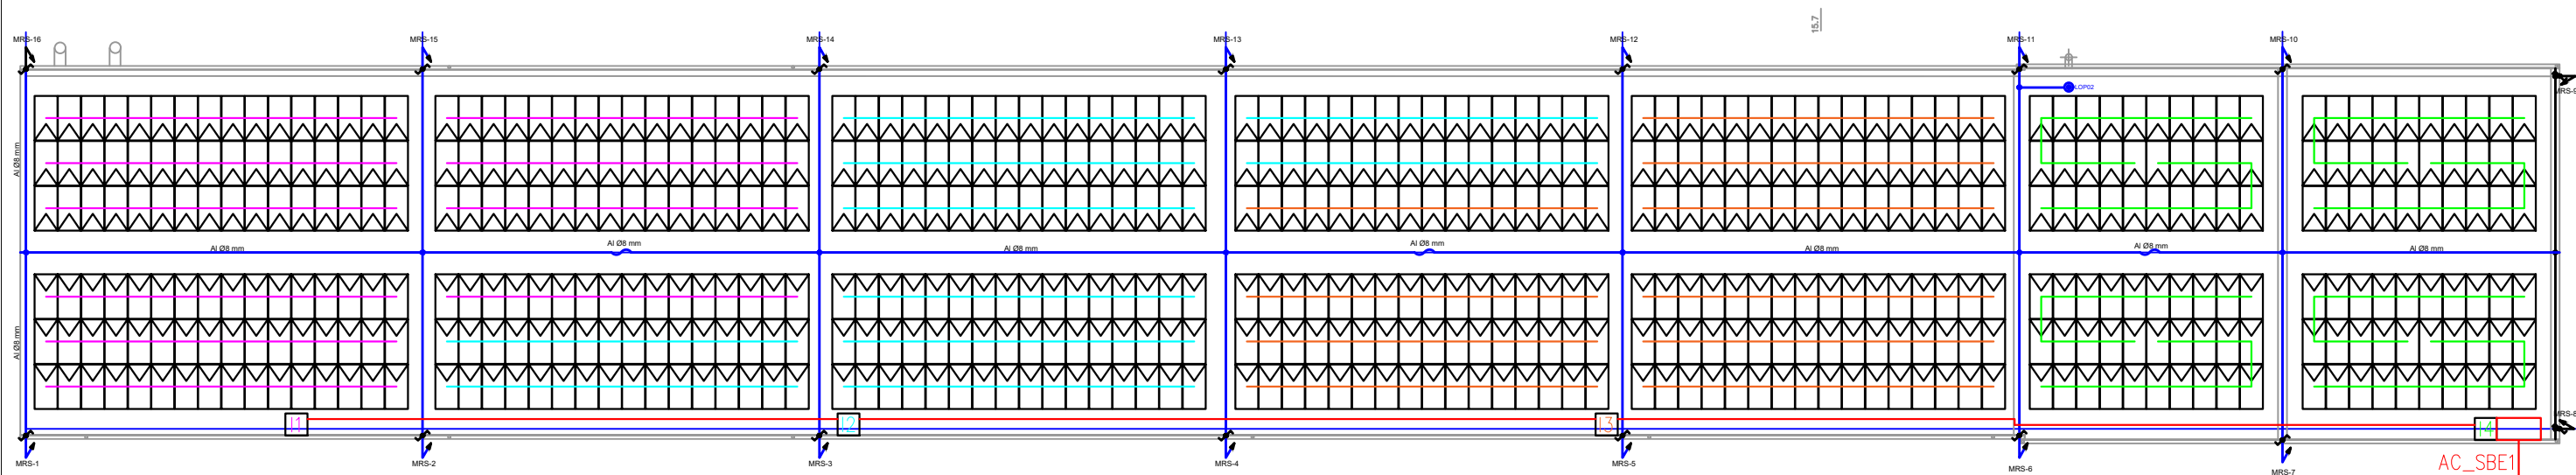 15.7
MRS-16
MRS-15
MRS-14
MRS-13
MRS-12
MRS-11
MRS-10
LOP02
MRS-9
Al Ø8 mm
Al Ø8 mm
Al Ø8 mm
Al Ø8 mm
Al Ø8 mm
Al Ø8 mm
Al Ø8 mm
Al Ø8 mm
Al Ø8 mm
I1
I2
I3
I4
MRS-8
MRS-1
MRS-2
MRS-3
MRS-4
MRS-5
MRS-6
MRS-7
AC_SBE1